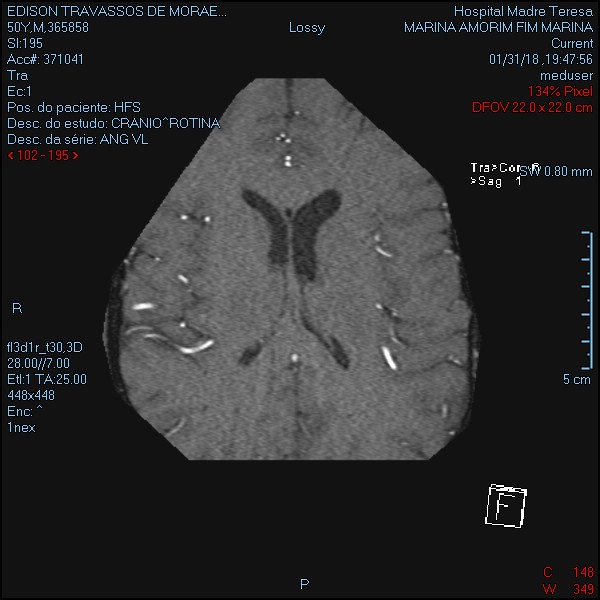 EDISON TRAVASSOS DE MORAE...
50Y,M,365858
Sl:195
Acc#: 371041
Tra
Ec:1
Pos. do paciente: HFS
Desc. do estudo: CRANIO^ROTINA
Desc. da série: ANG VL
< 102 - 195 >
Lossy
Hospital Madre Teresa
MARINA AMORIM FIM MARINA
Current
01/31/18 ,19:47:56
meduser
134% Pixel
DFOV 22.0 x 22.0 cm
Tra>Cor
SW 0.80 mm
>Sag 1
R
fl3d1r_t30,3D
28.00//7.00
Etl:1 TA:25.00
448x448
Enc: ^
1nex
5 cm
F
P
C 148
W 349